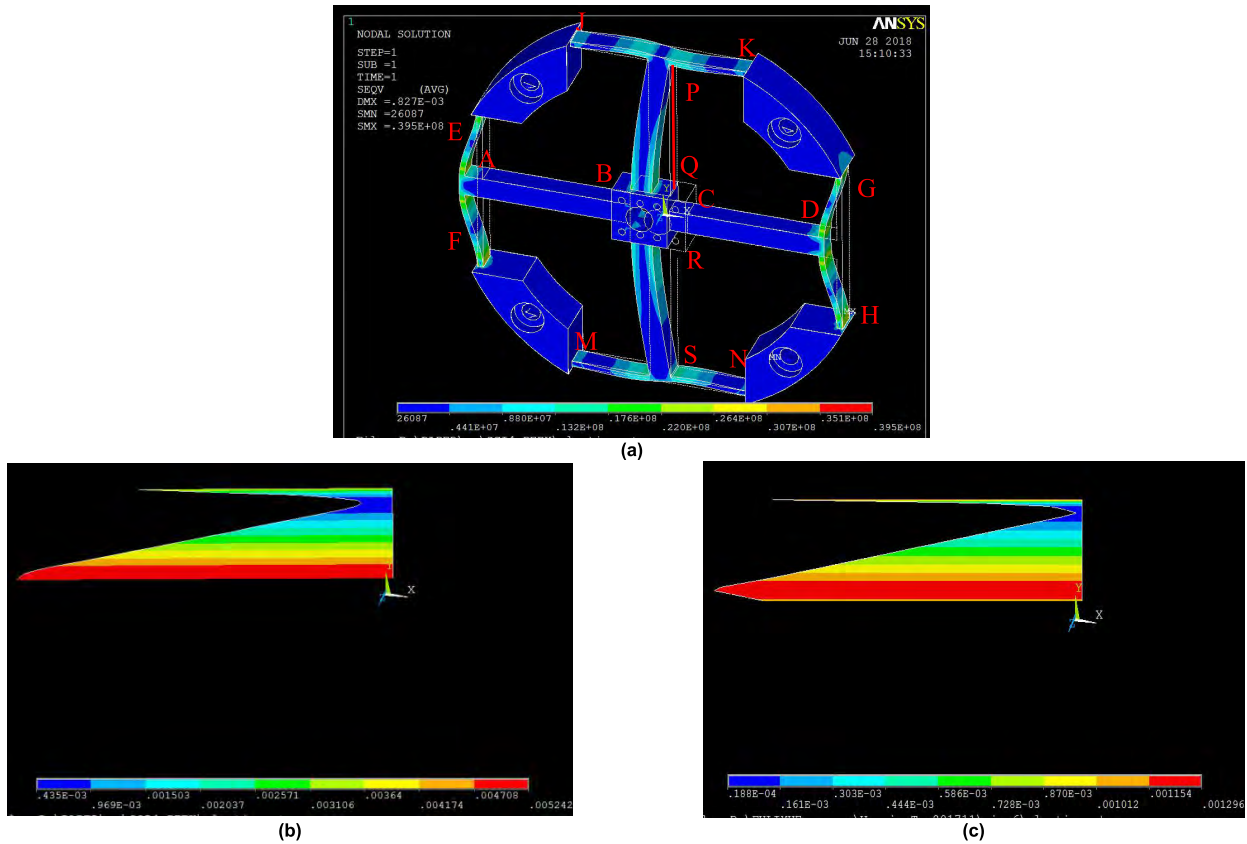 1
NODAL SOLUTION
STEP=1
SUB =1
TIME=1
SEQV (AVG)
DMX =.827E-03
SMN =26087
SMX =.395E+08
ANSYS
JUN 28 2018
15:10:33
J
K
P
E
A
B
Q
C
D
G
F
R
H
M
S
N
Y
X
MX
MN
26087 .880E+07 .176E+08 .264E+08 .351E+08
.441E+07 .132E+08 .220E+08 .307E+08 .395E+08
(a)
X
.435E-03 .001503 .002571 .00364 .004708
.969E-03 .002037 .003106 .004174 .005242
(b)
Y
X
Z
.188E-04 .303E-03 .586E-03 .870E-03 .001154
.161E-03 .444E-03 .728E-03 .001012 .001296
(c)